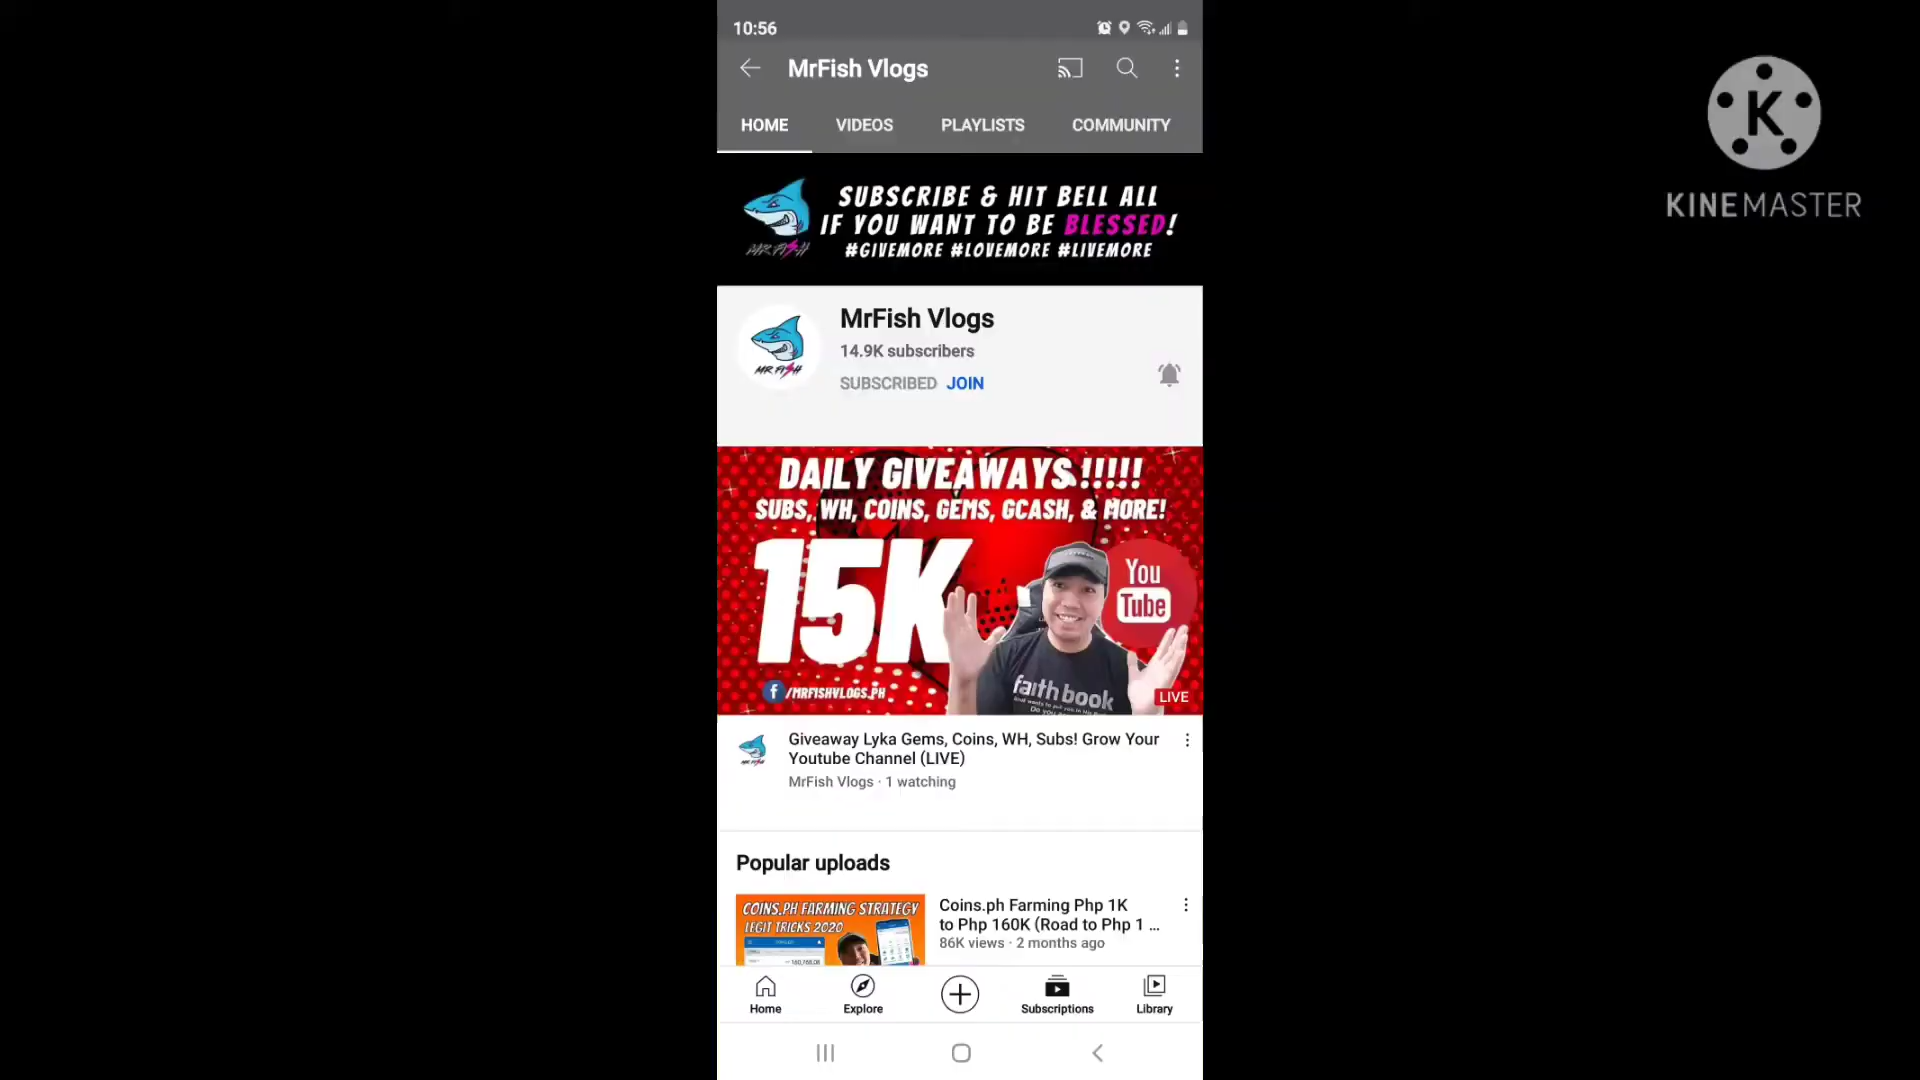 10:56
MrFish Vlogs
HOME VIDEOS PLAYLISTS COMMUNITY
SUBSCRIBE & HIT BELL ALL
IF YOU WANT TO BE BLESSED!
#GIVEMORE #LOVEMORE #LIVEMORE
MR FISH
MrFish Vlogs
14.9K subscribers
SUBSCRIBED JOIN
MR FISH
DAILY GIVEAWAYS!!!!!
SUBS, WH, COINS, GEMS, GCASH, & MORE!
15K
You
Tube
faith book
f /MRFISHVLOGS.PH
LIVE
Giveaway Lyka Gems, Coins, WH, Subs! Grow Your
Youtube Channel (LIVE)
MrFish Vlogs · 1 watching
Popular uploads
COINS.PH FARMING STRATEGY
LEGIT TRICKS 2020
Coins.ph Farming Php 1K
to Php 160K (Road to Php 1 ...
86K views · 2 months ago
Home Explore Subscriptions Library
K
KINEMASTER